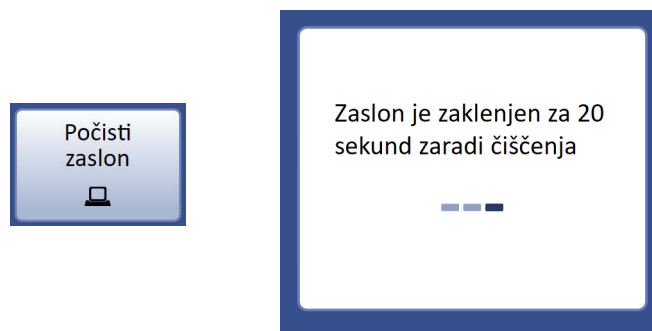 Počisti
zaslon
Zaslon je zaklenjen za 20
sekund zaradi čiščenja